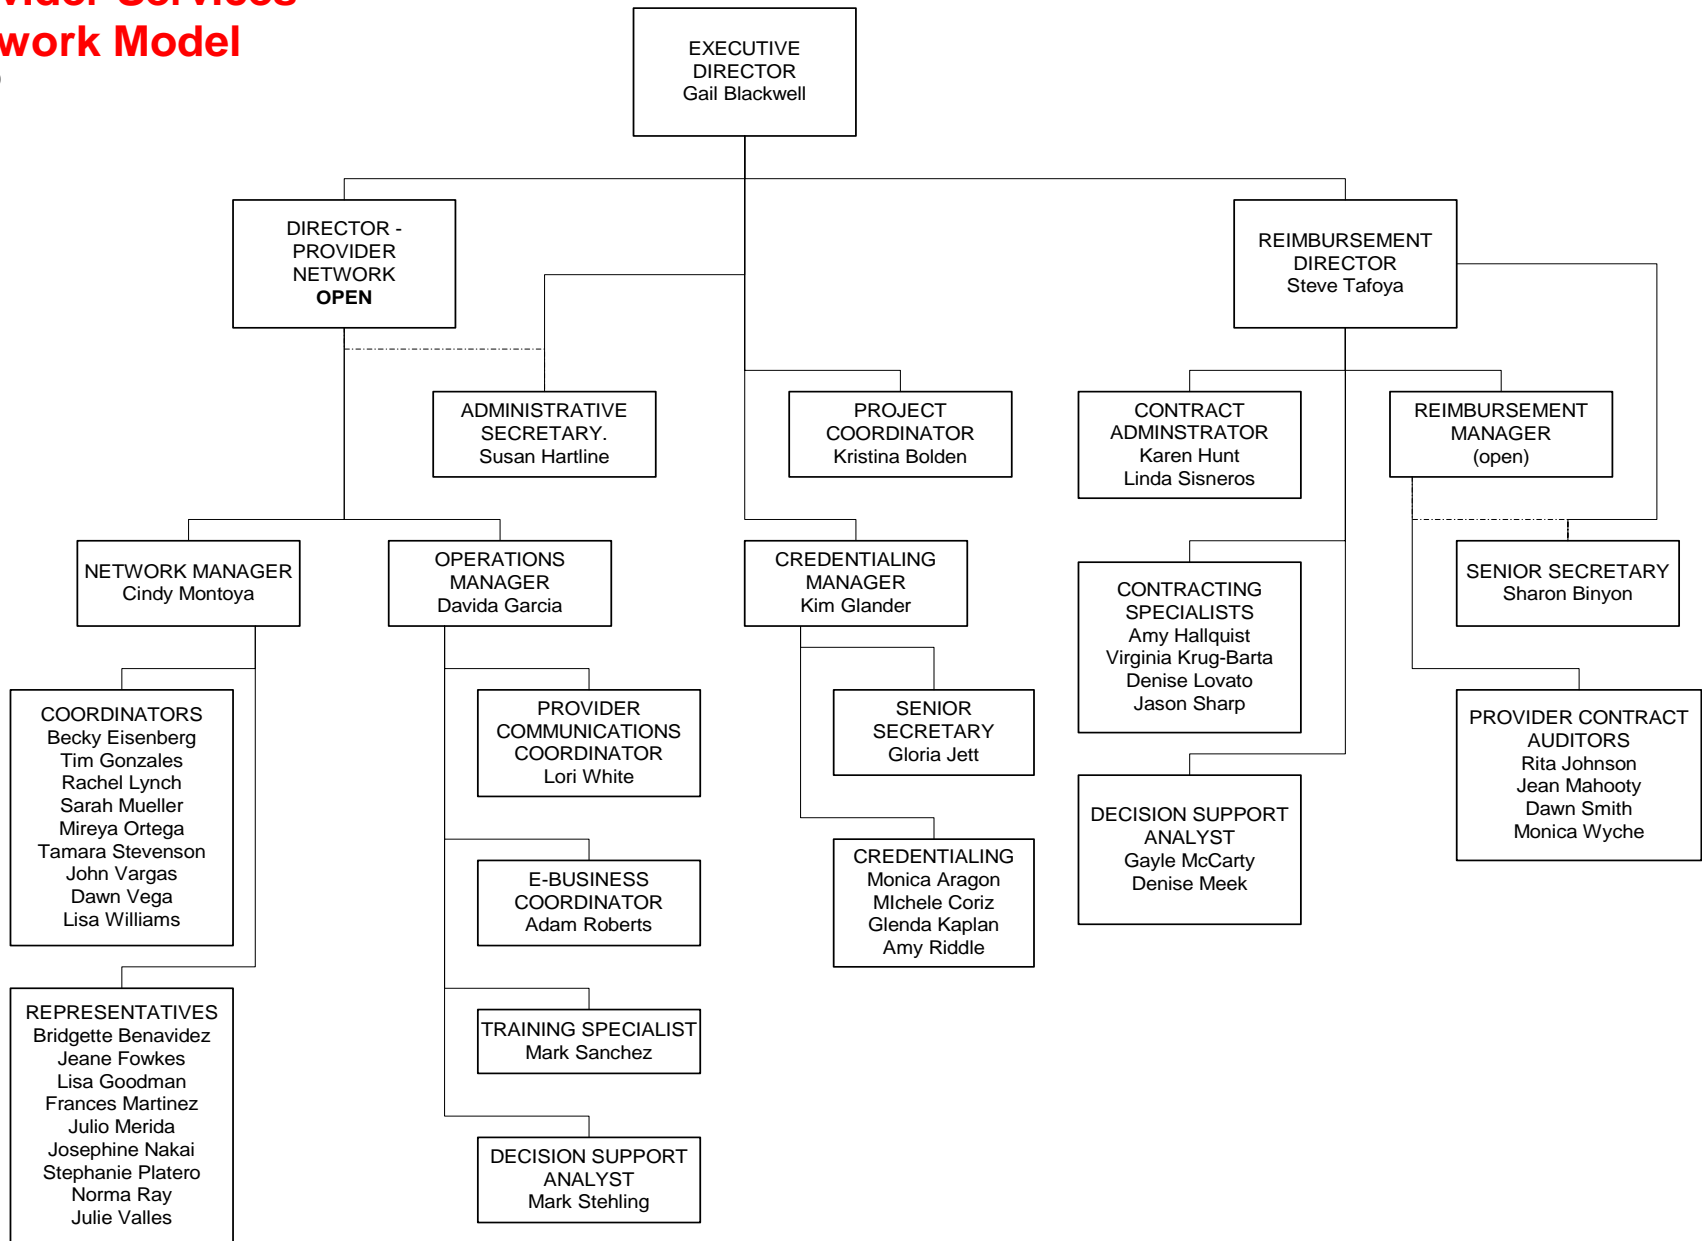 work Model
EXECUTIVE
DIRECTOR
Gail Blackwell
DIRECTOR -
PROVIDER
NETWORK
OPEN
REIMBURSEMENT
DIRECTOR
Steve Tafoya
ADMINISTRATIVE
SECRETARY.
Susan Hartline
PROJECT
COORDINATOR
Kristina Bolden
CONTRACT
ADMINSTRATOR
Karen Hunt
Linda Sisneros
REIMBURSEMENT
MANAGER
(open)
NETWORK MANAGER
Cindy Montoya
OPERATIONS
MANAGER
Davida Garcia
CREDENTIALING
MANAGER
Kim Glander
CONTRACTING
SPECIALISTS
Amy Hallquist
Virginia Krug-Barta
Denise Lovato
Jason Sharp
SENIOR SECRETARY
Sharon Binyon
COORDINATORS
Becky Eisenberg
Tim Gonzales
Rachel Lynch
Sarah Mueller
Mireya Ortega
Tamara Stevenson
John Vargas
Dawn Vega
Lisa Williams
PROVIDER
COMMUNICATIONS
COORDINATOR
Lori White
SENIOR
SECRETARY
Gloria Jett
PROVIDER CONTRACT
AUDITORS
Rita Johnson
Jean Mahooty
Dawn Smith
Monica Wyche
DECISION SUPPORT
ANALYST
Gayle McCarty
Denise Meek
E-BUSINESS
COORDINATOR
Adam Roberts
CREDENTIALING
Monica Aragon
MIchele Coriz
Glenda Kaplan
Amy Riddle
REPRESENTATIVES
Bridgette Benavidez
Jeane Fowkes
Lisa Goodman
Frances Martinez
Julio Merida
Josephine Nakai
Stephanie Platero
Norma Ray
Julie Valles
TRAINING SPECIALIST
Mark Sanchez
DECISION SUPPORT
ANALYST
Mark Stehling